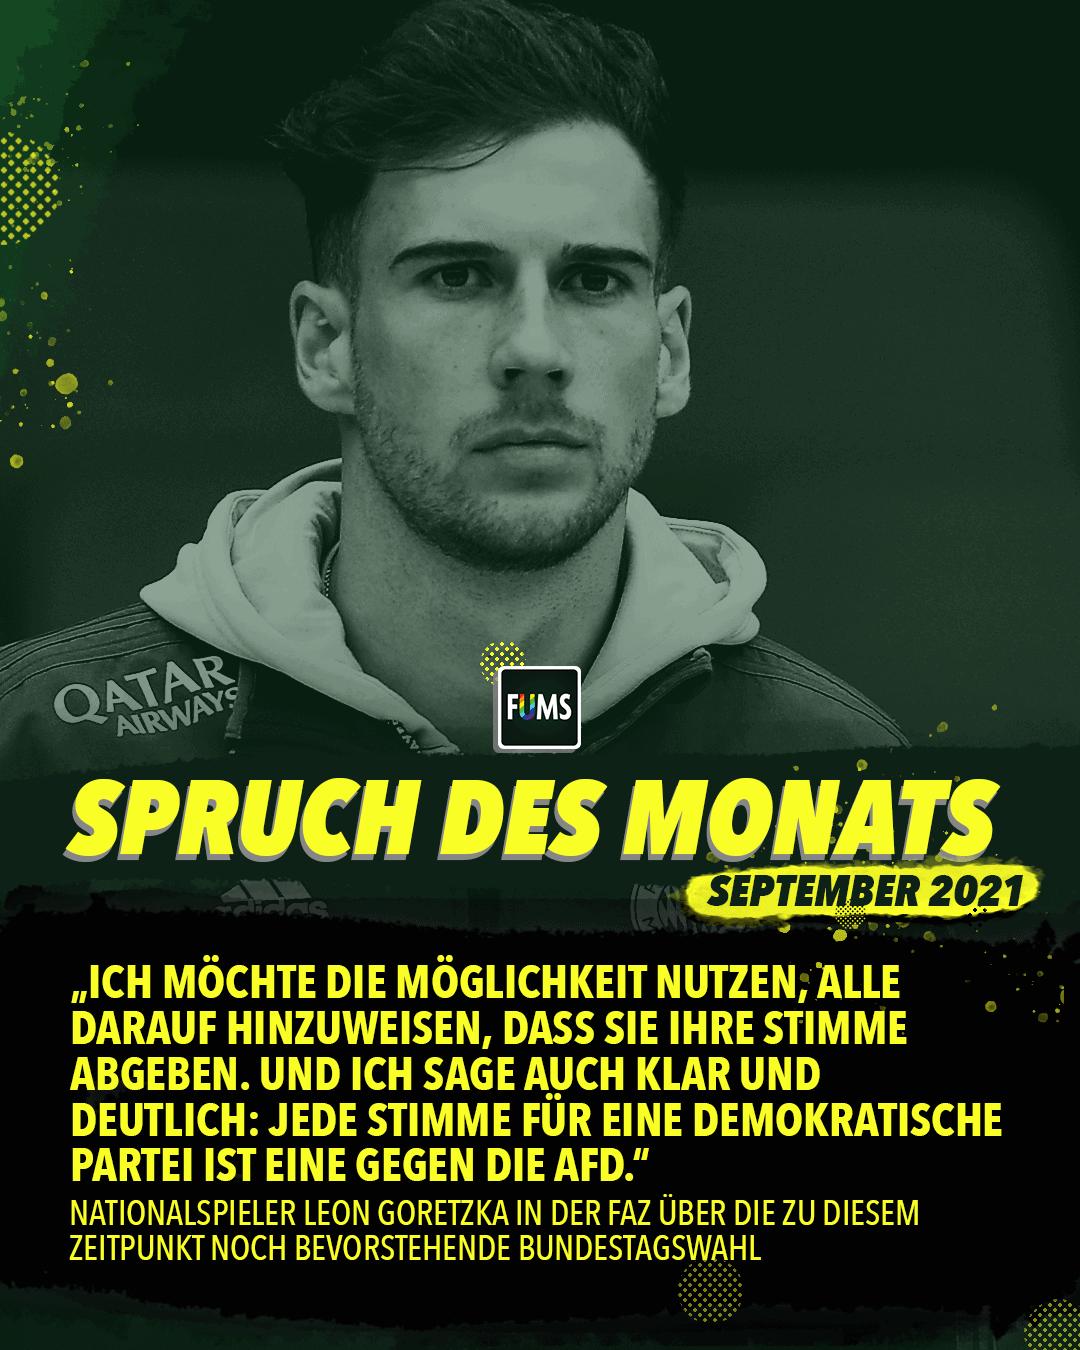 QATAR
AIRWAYS
FUMS
SPRUCH DES MONATS
adidas
SEPTEMBER 2021
„ICH MÖCHTE DIE MÖGLICHKEIT NUTZEN, ALLE
DARAUF HINZUWEISEN, DASS SIE IHRE STIMME
ABGEBEN. UND ICH SAGE AUCH KLAR UND
DEUTLICH: JEDE STIMME FÜR EINE DEMOKRATISCHE
PARTEI IST EINE GEGEN DIE AFD.“
NATIONALSPIELER LEON GORETZKA IN DER FAZ ÜBER DIE ZU DIESEM
ZEITPUNKT NOCH BEVORSTEHENDE BUNDESTAGSWAHL